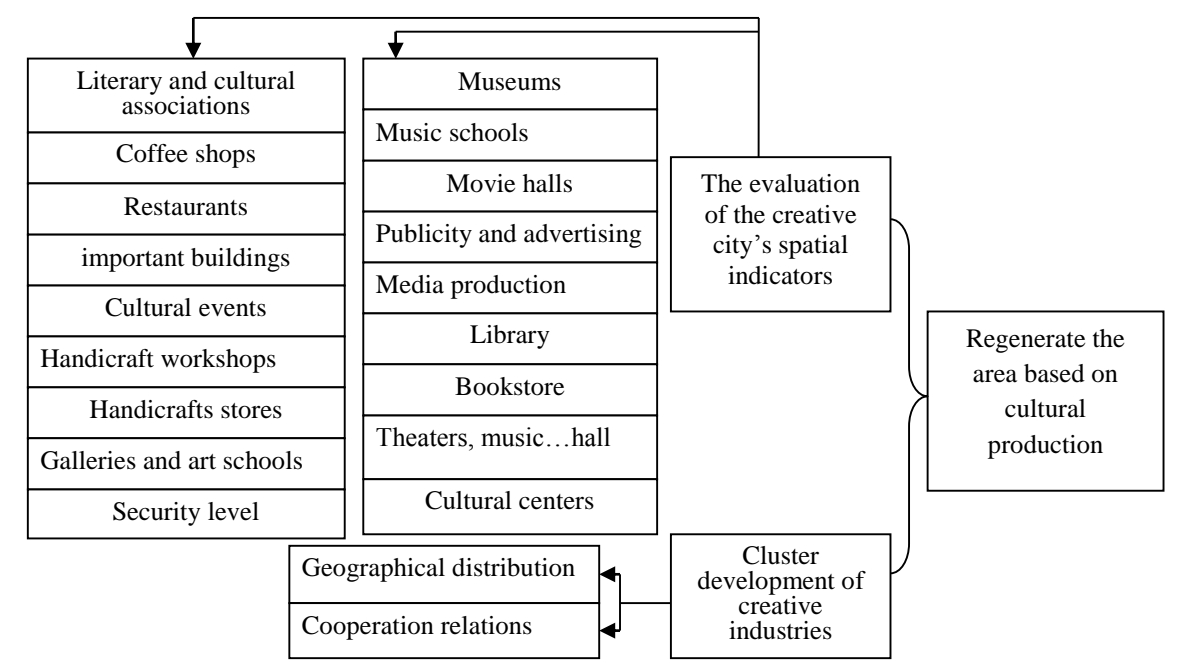 Literary and cultural
associations
Coffee shops
Restaurants
important buildings
Cultural events
Handicraft workshops
Handicrafts stores
Galleries and art schools
Security level
Museums
Music schools
Movie halls
Publicity and advertising
Media production
Library
Bookstore
Theaters, music…hall
Cultural centers
The evaluation
of the creative
city’s spatial
indicators
Regenerate the
area based on
cultural
production
Geographical distribution
Cooperation relations
Cluster
development of
creative
industries